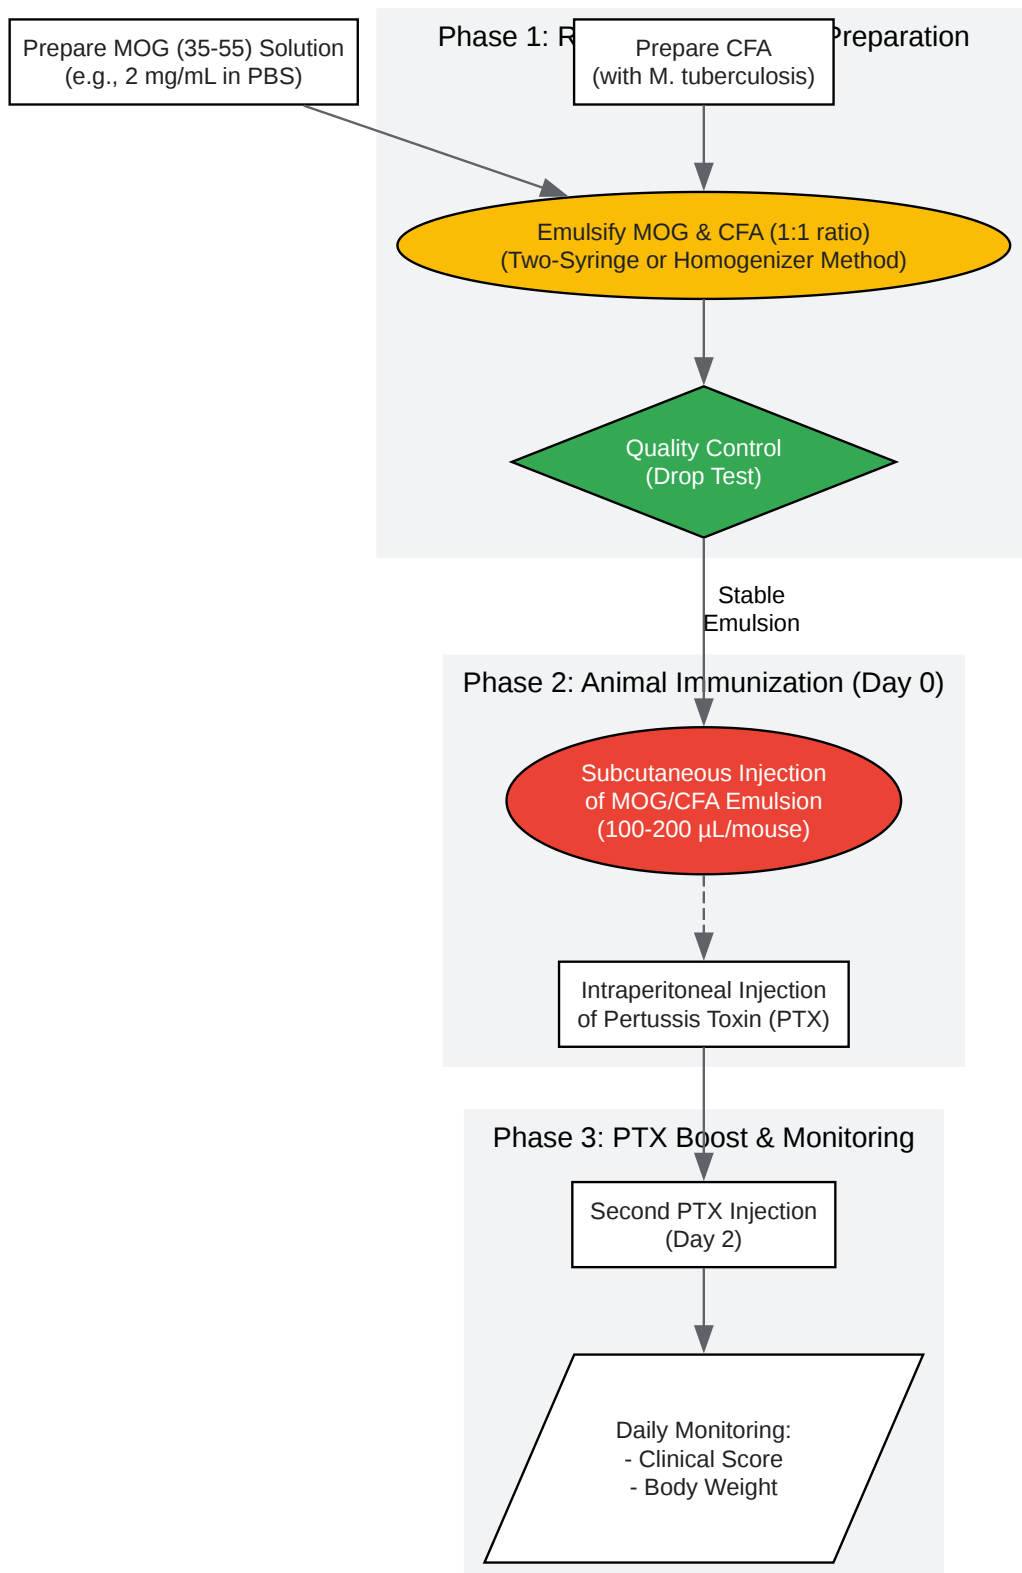 Prepare MOG (35-55) Solution
(e.g., 2 mg/mL in PBS)
Phase 1: Preparation
Prepare CFA
(with M. tuberculosis)
Emulsify MOG & CFA (1:1 ratio)
(Two-Syringe or Homogenizer Method)
Quality Control
(Drop Test)
Stable
Emulsion
Phase 2: Animal Immunization (Day 0)
Subcutaneous Injection
of MOG/CFA Emulsion
(100-200 µL/mouse)
Intraperitoneal Injection
of Pertussis Toxin (PTX)
Phase 3: PTX Boost & Monitoring
Second PTX Injection
(Day 2)
Daily Monitoring:
- Clinical Score
- Body Weight